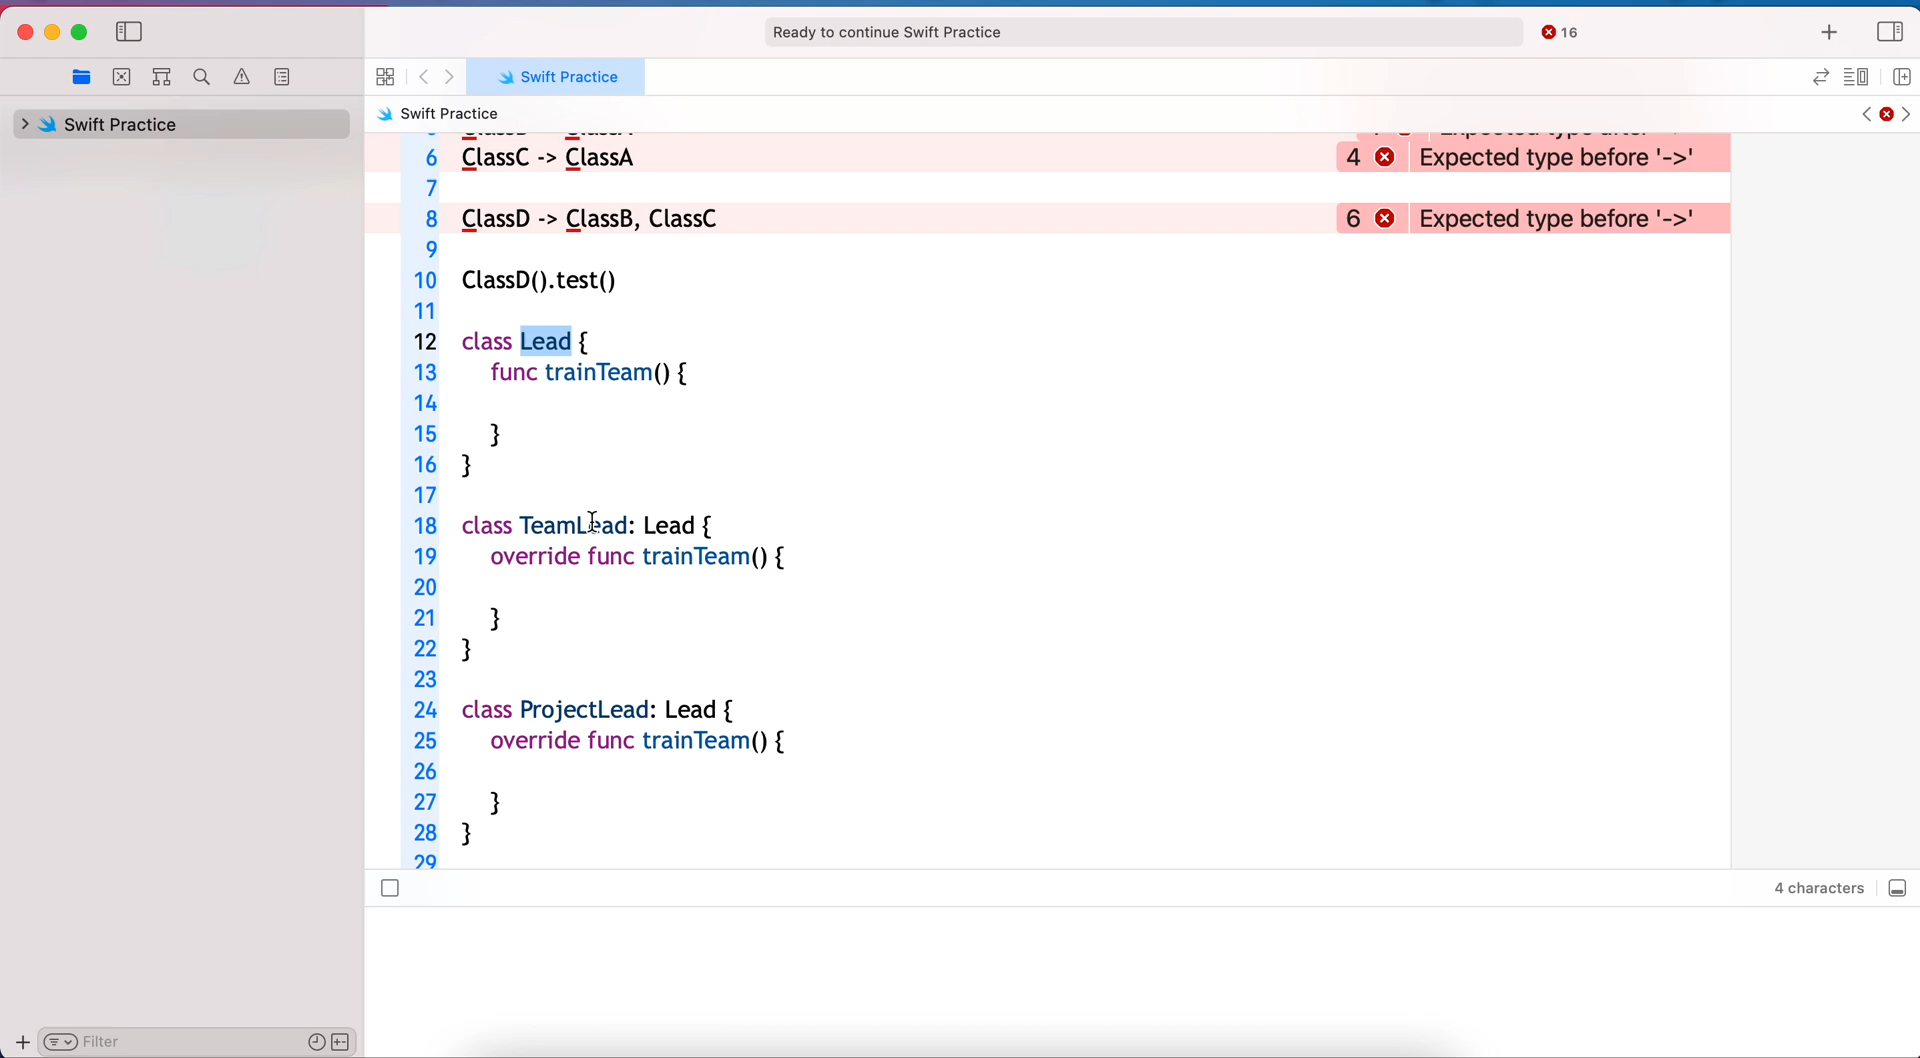 Ready to continue Swift Practice
16
Swift Practice
Swift Practice
Swift Practice
6 ClassC -> ClassA 4 Expected type before '->'
7
8 ClassD -> ClassB, ClassC 6 Expected type before '->'
9
10 ClassD().test()
11
12 class Lead {
13 func trainTeam() {
14
15 }
16 }
17
18 class TeamLead: Lead {
19 override func trainTeam() {
20
21 }
22 }
23
24 class ProjectLead: Lead {
25 override func trainTeam() {
26
27 }
28 }
29
4 characters
Filter